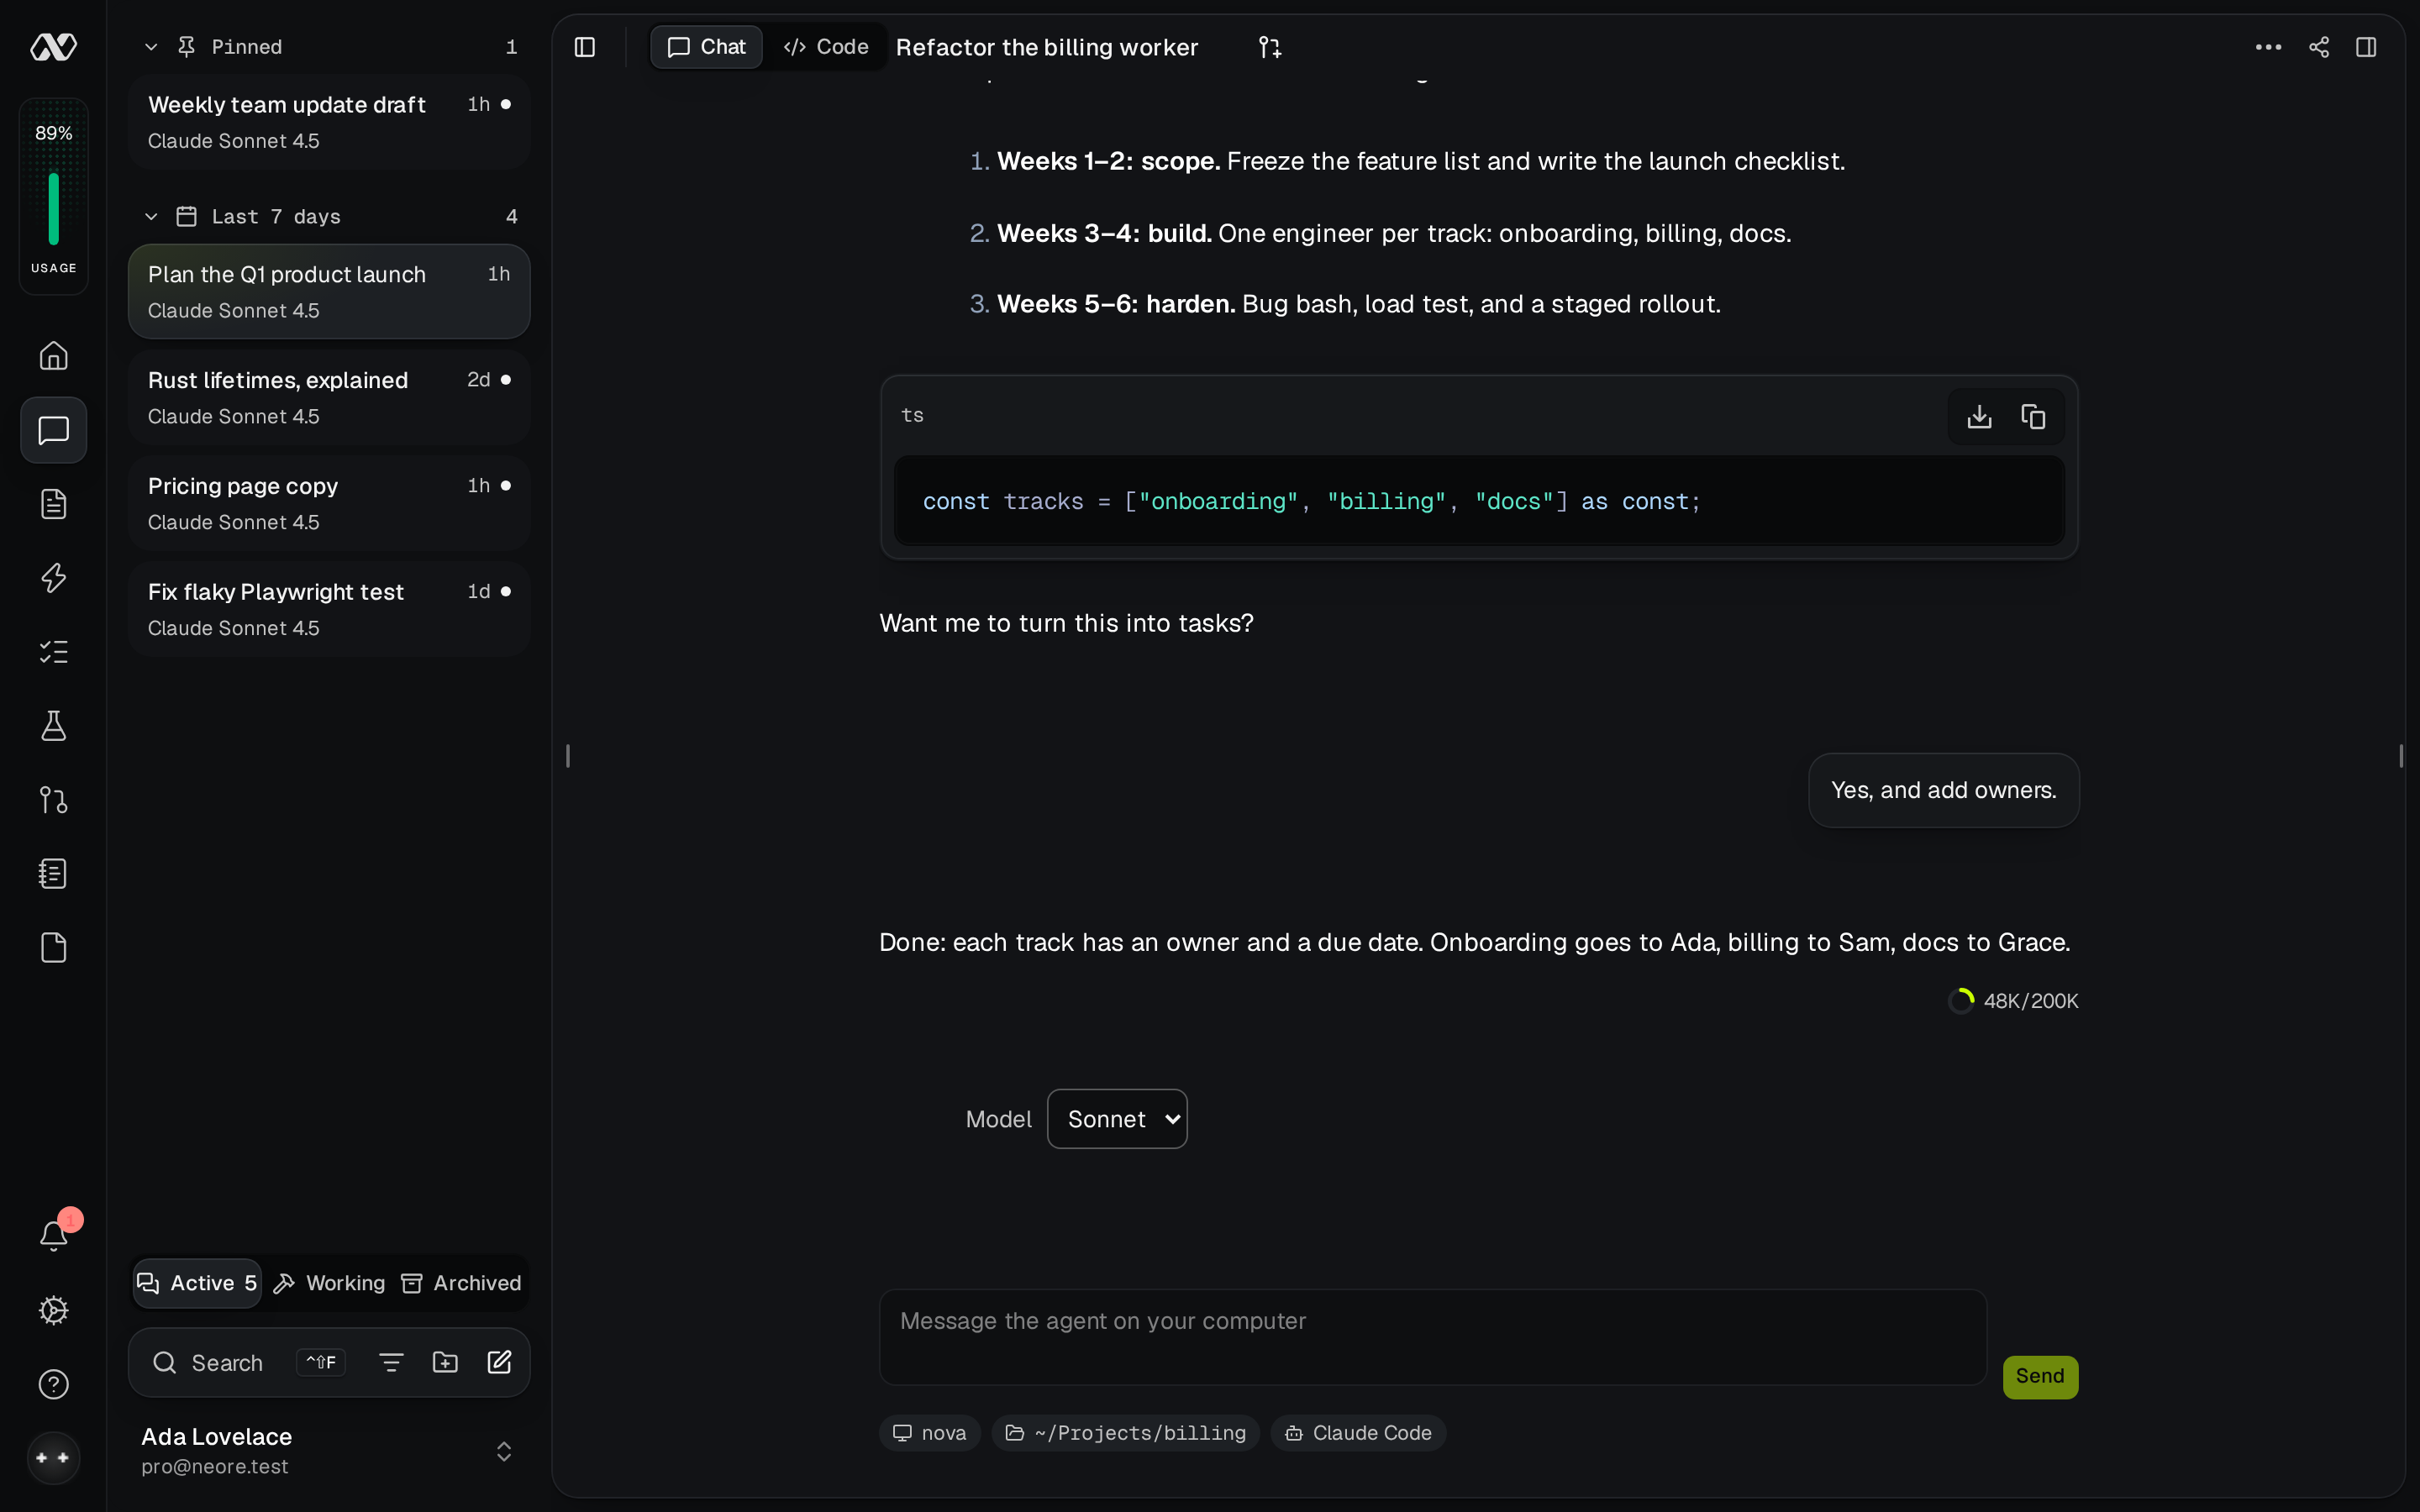 Pinned 1
Weekly team update draft 1h
Claude Sonnet 4.5
89%
USAGE
Last 7 days 4
Plan the Q1 product launch 1h
Claude Sonnet 4.5
Rust lifetimes, explained 2d
Claude Sonnet 4.5
Pricing page copy 1h
Claude Sonnet 4.5
Fix flaky Playwright test 1d
Claude Sonnet 4.5
1
Active 5 Working Archived
Search ^⇧F
Ada Lovelace
pro@neore.test
Chat Code Refactor the billing worker
1. Weeks 1–2: scope. Freeze the feature list and write the launch checklist.
2. Weeks 3–4: build. One engineer per track: onboarding, billing, docs.
3. Weeks 5–6: harden. Bug bash, load test, and a staged rollout.
ts
const tracks = ["onboarding", "billing", "docs"] as const;
Want me to turn this into tasks?
Yes, and add owners.
Done: each track has an owner and a due date. Onboarding goes to Ada, billing to Sam, docs to Grace.
48K/200K
Model Sonnet
Message the agent on your computer
Send
nova ~/Projects/billing Claude Code